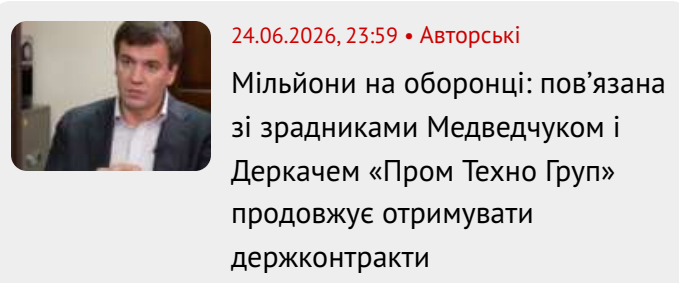 24.06.2026, 23:59 • Авторські
Мільйони на оборонці: пов’язана
зі зрадниками Медведчуком і
Деркачем «Пром Техно Груп»
продовжує отримувати
держконтракти